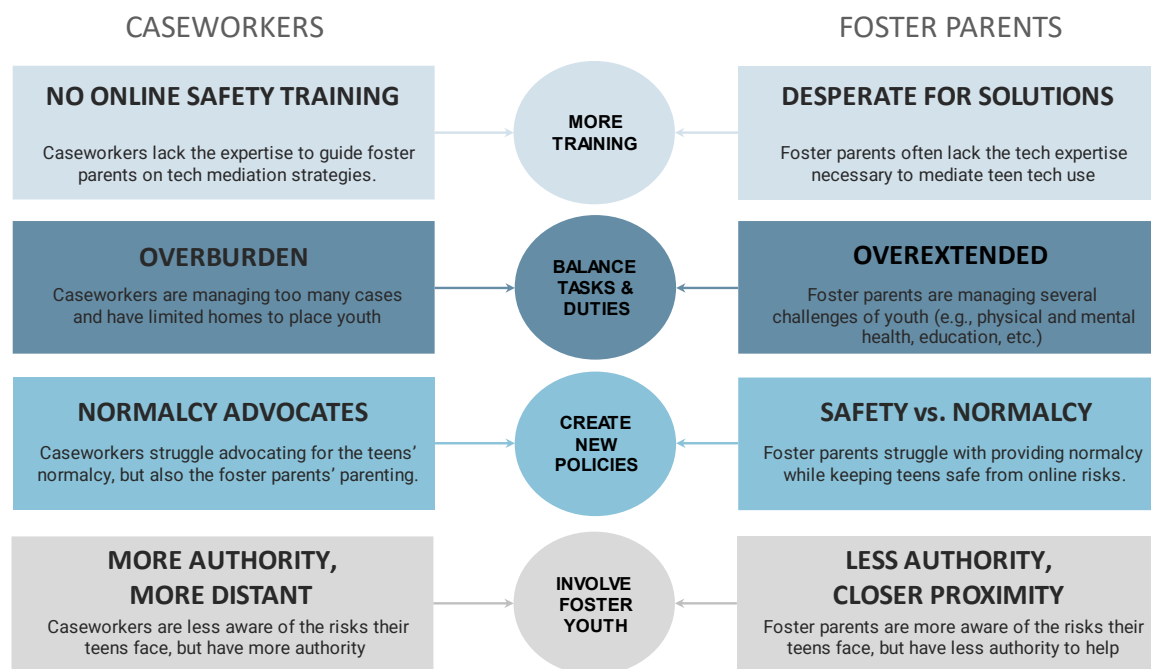 CASEWORKERS
FOSTER PARENTS
NO ONLINE SAFETY TRAINING
Caseworkers lack the expertise to guide foster
parents on tech mediation strategies.
MORE
TRAINING
DESPERATE FOR SOLUTIONS
Foster parents often lack the tech expertise
necessary to mediate teen tech use
OVERBURDEN
Caseworkers are managing too many cases
and have limited homes to place youth
BALANCE
TASKS &
DUTIES
OVEREXTENDED
Foster parents are managing several
challenges of youth (e.g., physical and mental
health, education, etc.)
NORMALCY ADVOCATES
Caseworkers struggle advocating for the teens’
normalcy, but also the foster parents’ parenting.
CREATE
NEW
POLICIES
SAFETY vs. NORMALCY
Foster parents struggle with providing normalcy
while keeping teens safe from online risks.
MORE AUTHORITY,
MORE DISTANT
Caseworkers are less aware of the risks their
teens face, but have more authority
INVOLVE
FOSTER
YOUTH
LESS AUTHORITY,
CLOSER PROXIMITY
Foster parents are more aware of the risks their
teens face, but have less authority to help